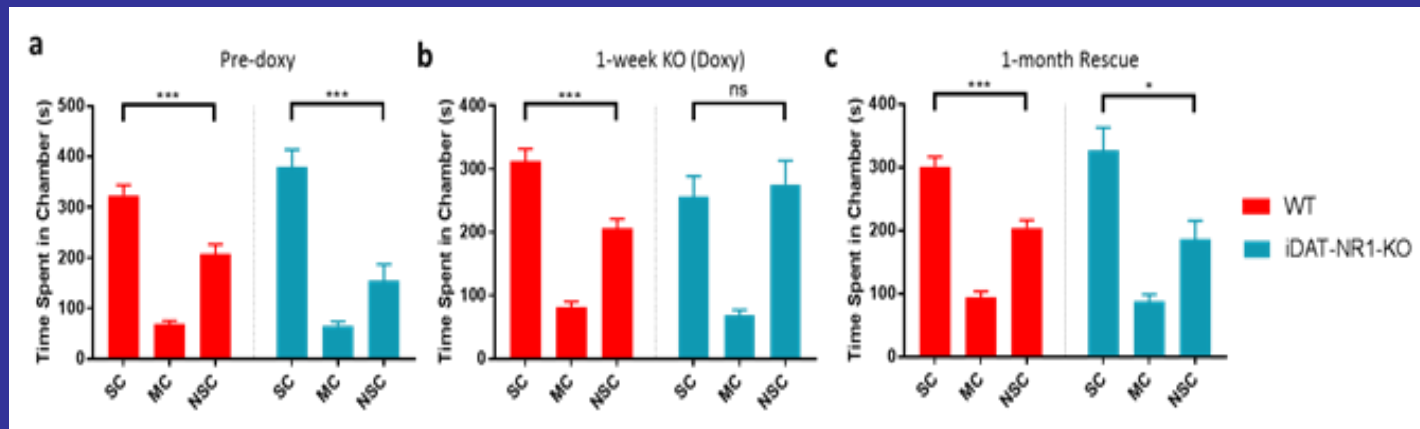 a
Pre-doxy
Time Spent in Chamber (s)
500
400
300
200
100
0
***
***
SC
MC
NSC
SC
MC
NSC
b
1-week KO (Doxy)
Time Spent in Chamber (s)
400
300
200
100
0
***
ns
SC
MC
NSC
SC
MC
NSC
c
1-month Rescue
Time Spent in Chamber (s)
400
300
200
100
0
***
*
SC
MC
NSC
SC
MC
NSC
WT
iDAT-NR1-KO